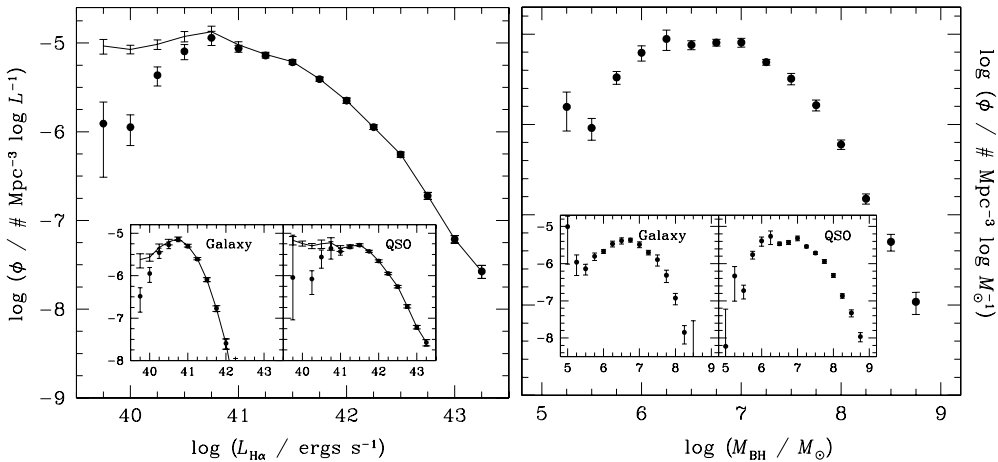 log (ϕ / # Mpc⁻³ log L⁻¹)
−5
−6
−7
−8
−9
40
41
42
43
log (L_Hα / ergs s⁻¹)
Galaxy
QSO
−5
−6
−7
−8
40 41 42 43
40 41 42 43
5
6
7
8
9
log (M_BH / M_⊙)
log (ϕ / # Mpc⁻³ log M_⊙⁻¹)
Galaxy
QSO
−5
−6
−7
−8
5 6 7 8 9
5 6 7 8 9